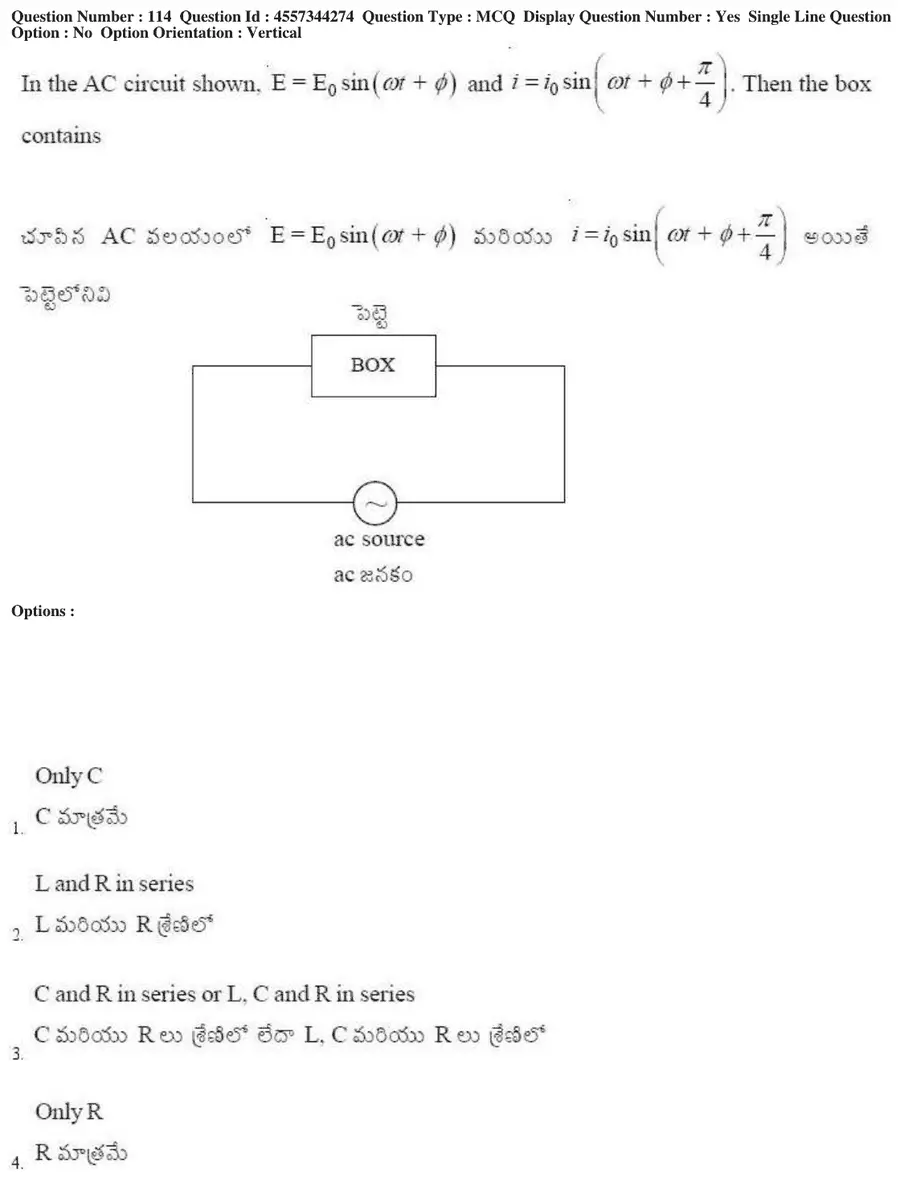 Question Number : 114 Question Id : 4557344274 Question Type : MCQ Display Question Number : Yes Single Line Question
Option : No Option Orientation : Vertical
In the AC circuit shown, E = E₀ sin(ωt + ϕ) and i = i₀ sin(ωt + ϕ + π/4). Then the box
contains
చూపిన AC వలయంలో E = E₀ sin(ωt + ϕ) మరియు i = i₀ sin(ωt + ϕ + π/4) అయితే
పెట్టెలోనివి
పెట్టె
BOX
ac source
ac జనకం
Options :
Only C
1. C మాత్రమే
L and R in series
2. L మరియు R శ్రేణిలో
C and R in series or L, C and R in series
3. C మరియు R లు శ్రేణిలో లేదా L, C మరియు R లు శ్రేణిలో
Only R
4. R మాత్రమే